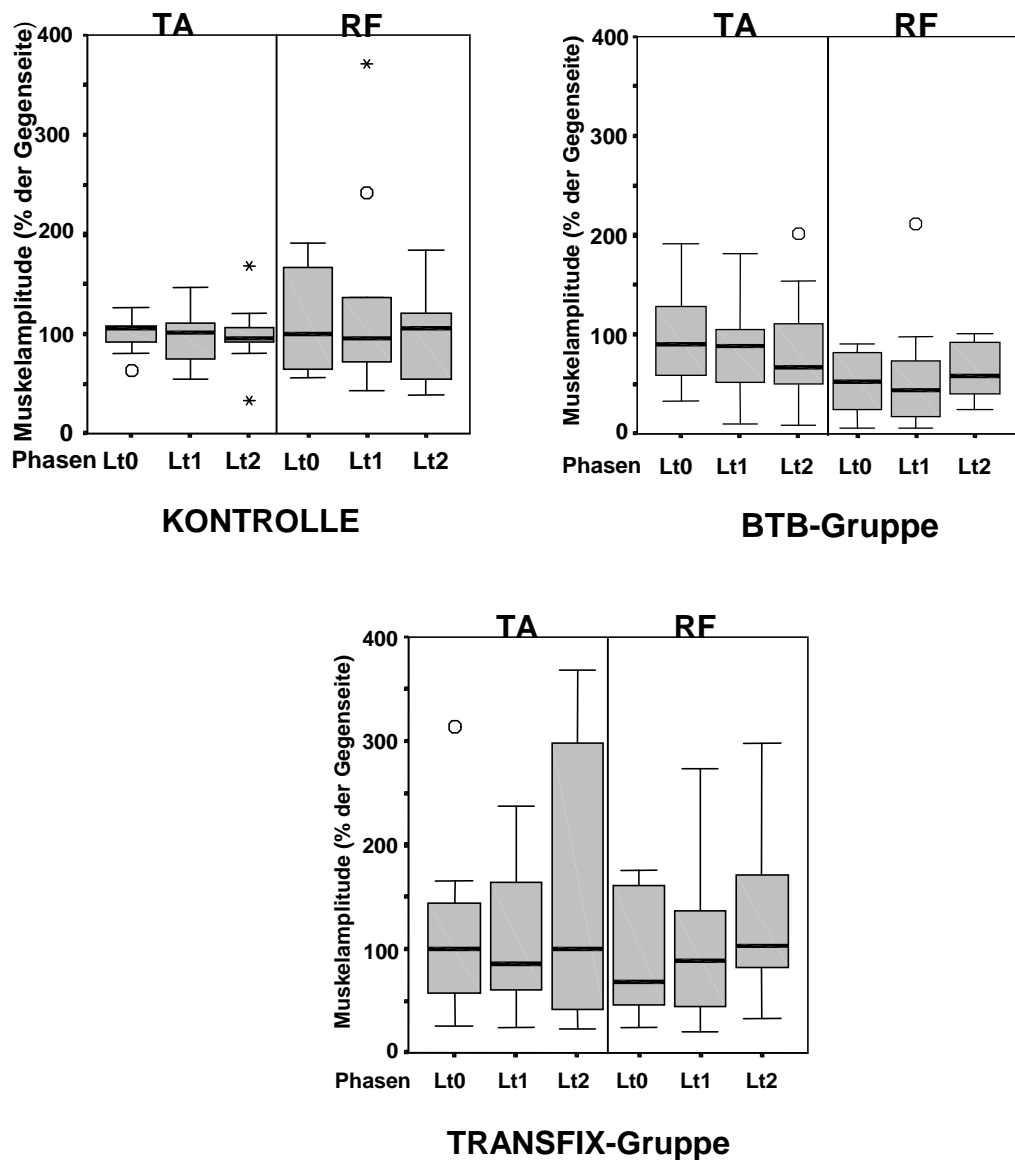 TA RF
Muskelamplitude (% der Gegenseite)
400
300
200
100
0
Phasen Lt0 Lt1 Lt2 Lt0 Lt1 Lt2
KONTROLLE
TA RF
Muskelamplitude (% der Gegenseite)
400
300
200
100
0
Phasen Lt0 Lt1 Lt2 Lt0 Lt1 Lt2
BTB-Gruppe
TA RF
Muskelamplitude (% der Gegenseite)
400
300
200
100
0
Phasen Lt0 Lt1 Lt2 Lt0 Lt1 Lt2
TRANSFIX-Gruppe